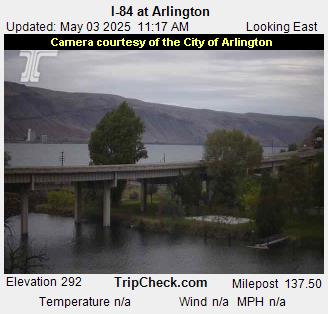 I-84 at Arlington
Updated: May 03 2025 11:17 AM Looking East
Camera courtesy of the City of Arlington
Elevation 292 TripCheck.com Milepost 137.50
Temperature n/a Wind n/a MPH n/a